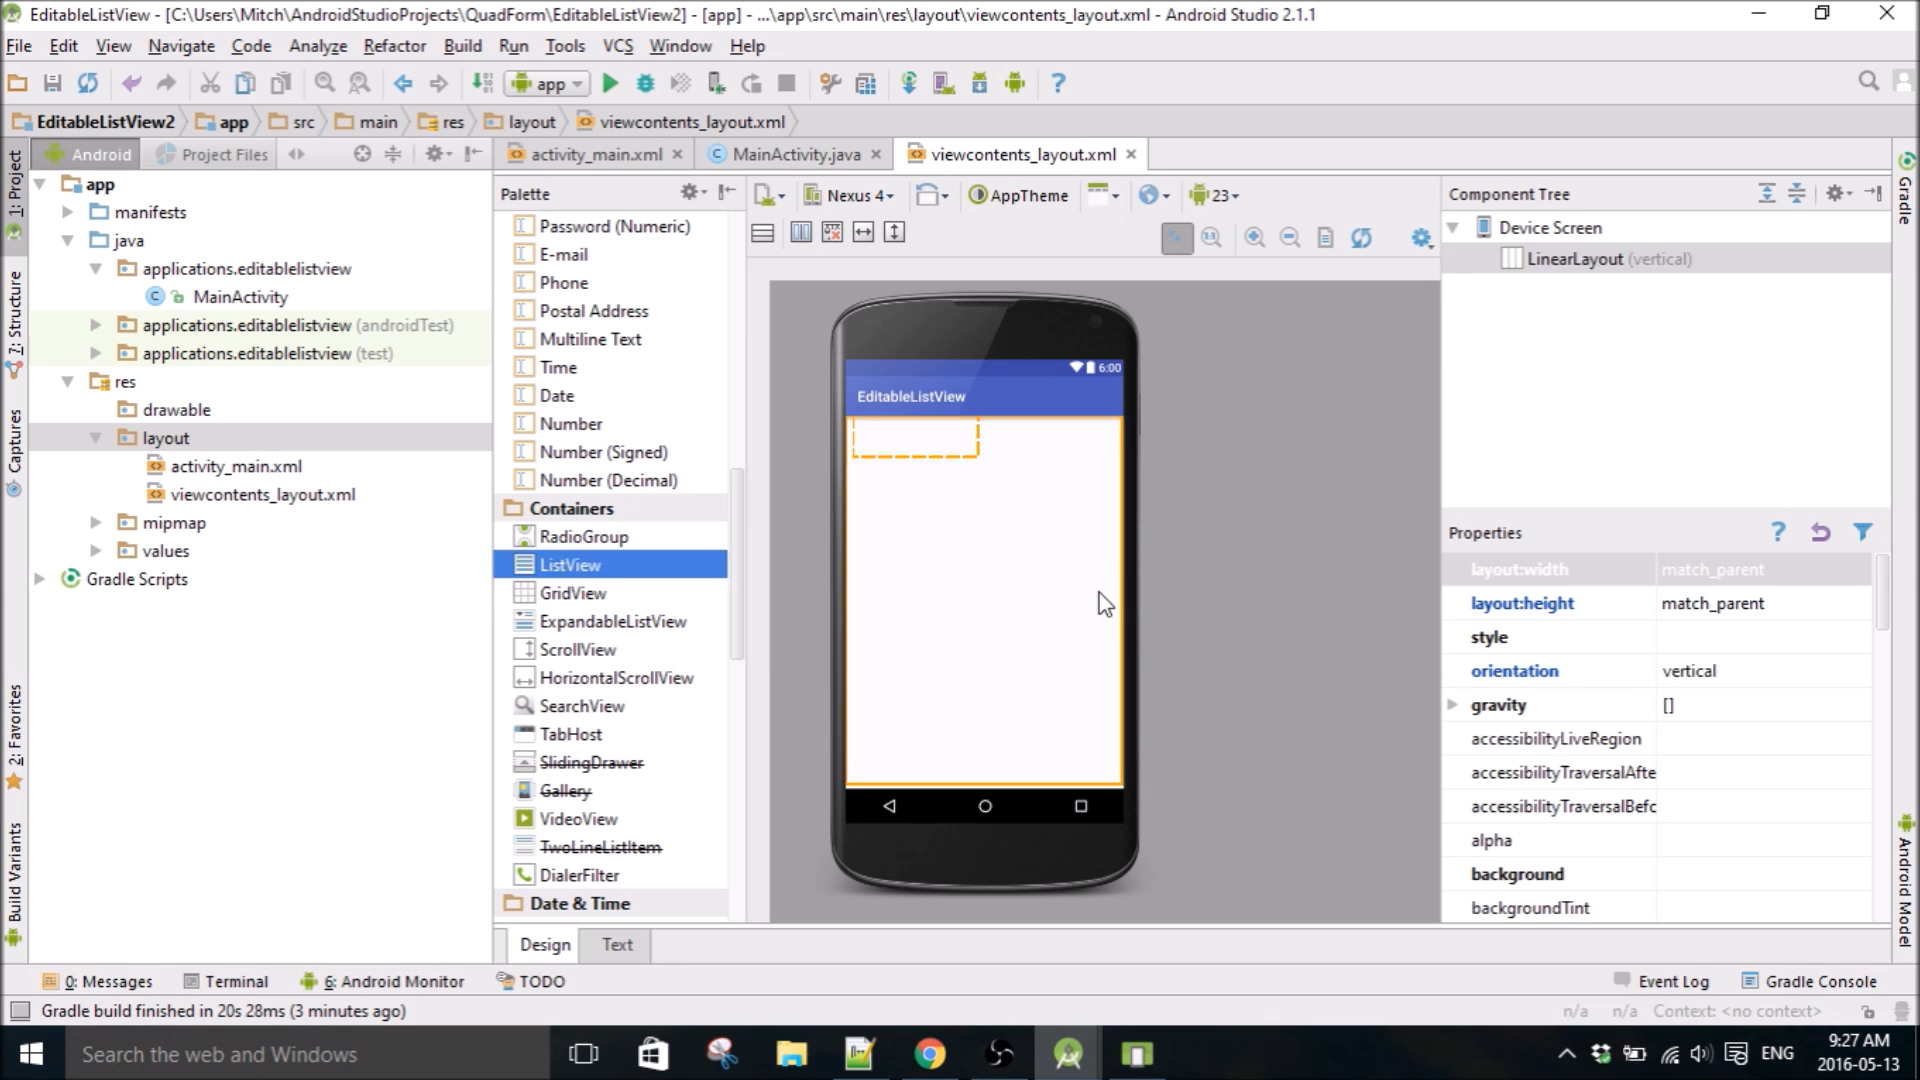 EditableListView - [C:\Users\Mitch\AndroidStudioProjects\QuadForm\EditableListView2] - [app] - ...\app\src\main\res\layout\viewcontents_layout.xml - Android Studio 2.1.1
File Edit View Navigate Code Analyze Refactor Build Run Tools VCS Window Help
app
EditableListView2 app src main res layout viewcontents_layout.xml
Android Project Files
activity_main.xml MainActivity.java viewcontents_layout.xml
1: Project
7: Structure
Captures
2: Favorites
Build Variants
app
manifests
java
applications.editablelistview
MainActivity
applications.editablelistview (androidTest)
applications.editablelistview (test)
res
drawable
layout
activity_main.xml
viewcontents_layout.xml
mipmap
values
Gradle Scripts
Palette
Password (Numeric)
E-mail
Phone
Postal Address
Multiline Text
Time
Date
Number
Number (Signed)
Number (Decimal)
Containers
RadioGroup
ListView
GridView
ExpandableListView
ScrollView
HorizontalScrollView
SearchView
TabHost
SlidingDrawer
Gallery
VideoView
TwoLineListItem
DialerFilter
Date & Time
Nexus 4 AppTheme 23
6:00
EditableListView
Design Text
Component Tree
Device Screen
LinearLayout (vertical)
Properties
layout:width match_parent
layout:height match_parent
style
orientation vertical
gravity []
accessibilityLiveRegion
accessibilityTraversalAfte
accessibilityTraversalBefc
alpha
background
backgroundTint
Gradle
Android Model
0: Messages Terminal 6: Android Monitor TODO Event Log Gradle Console
Gradle build finished in 20s 28ms (3 minutes ago) n/a n/a Context: <no context>
Search the web and Windows
ENG
9:27 AM
2016-05-13